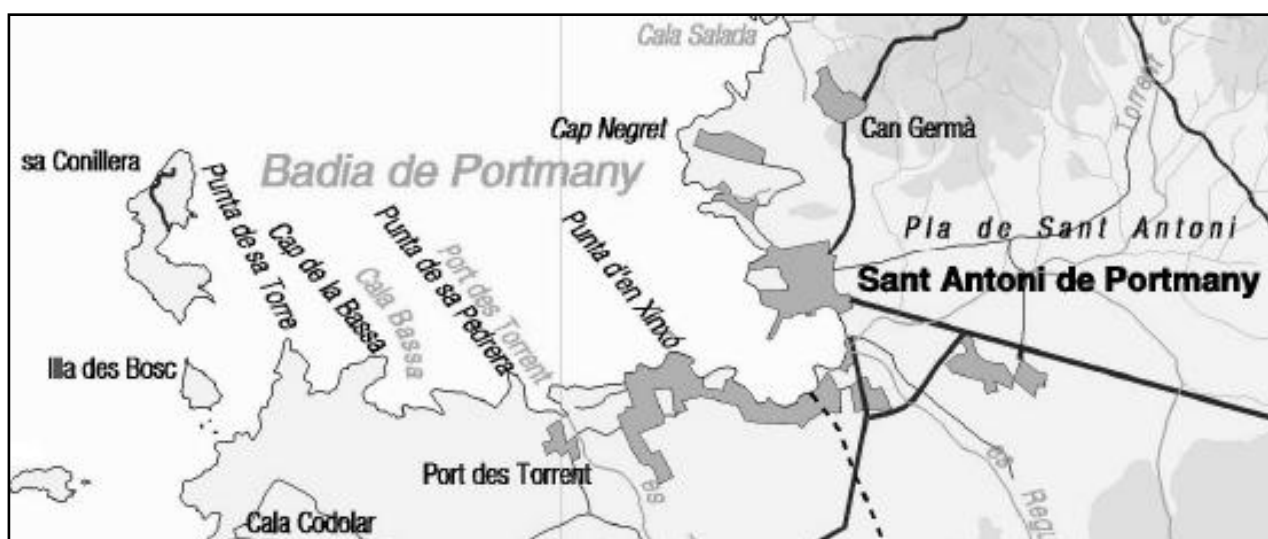 Cala Salada
Cap Negret
Can Germà
Torrent
sa Conillera
Badia de Portmany
Punta de sa Torre
Cap de la Bassa
Cala Bassa
Punta de sa Pedrera
Port des Torrent
Punta d'en Xinxó
Pla de Sant Antoni
Sant Antoni de Portmany
Illa des Bosc
Port des Torrent
es
es
Cala Codolar